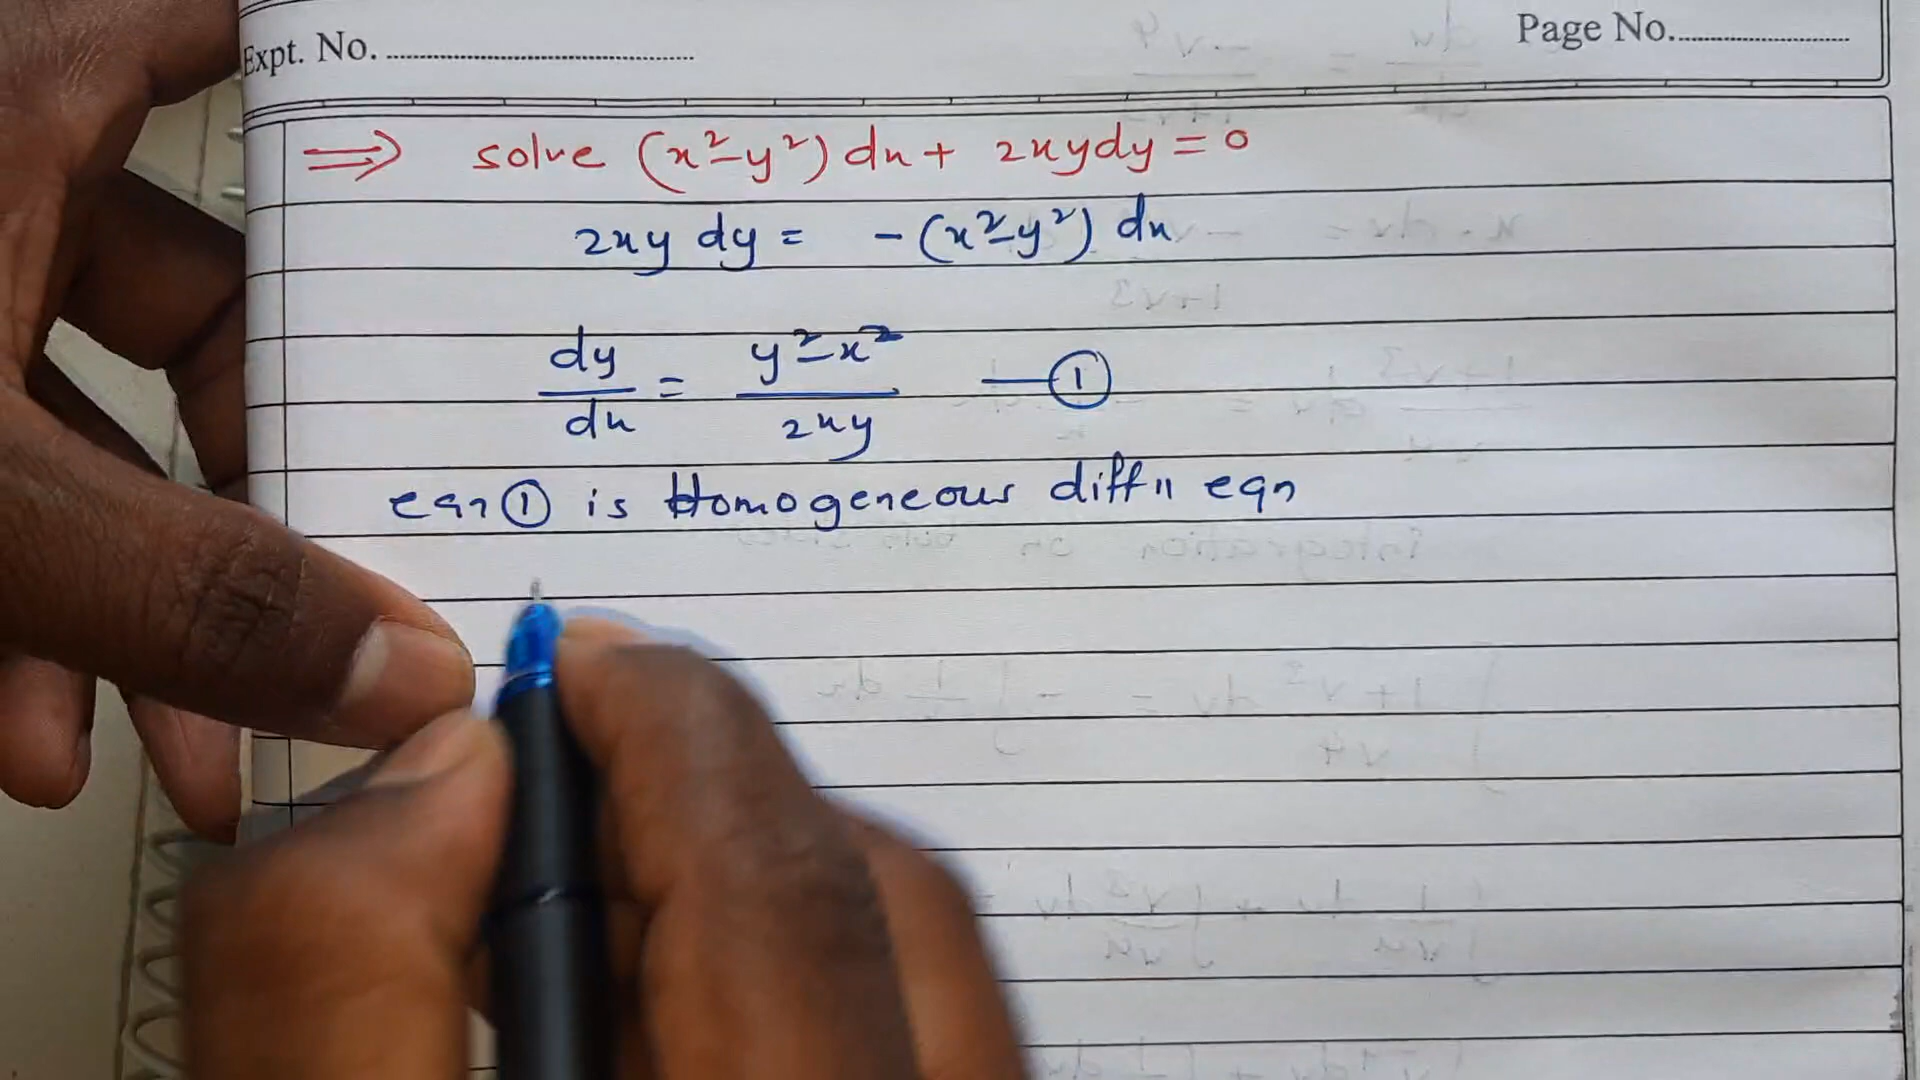 Expt. No.
Page No.
⇒ solve (x²-y²) dx + 2xydy = 0
2xy dy = -(x²-y²) dx
dy/dx = y²-x²/2xy —①
eqn ① is Homogeneous diff॥ eqn